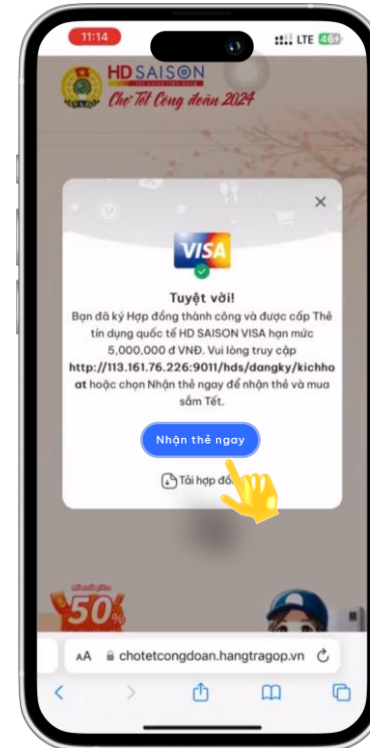 11:14
LTE 46
HD SAISON
Chợ Tết Công đoàn 2024
VISA
Tuyệt vời!
Bạn đã ký Hợp đồng thành công và được cấp Thẻ
tín dụng quốc tế HD SAISON VISA hạn mức
5,000,000 đ VNĐ. Vui lòng truy cập
http://113.161.76.226:9011/hds/dangky/kichho
at hoặc chọn Nhận thẻ ngay để nhận thẻ và mua
sắm Tết.
Nhận thẻ ngay
Tải hợp
50%
AA chotetcongdoan.hangtragop.vn